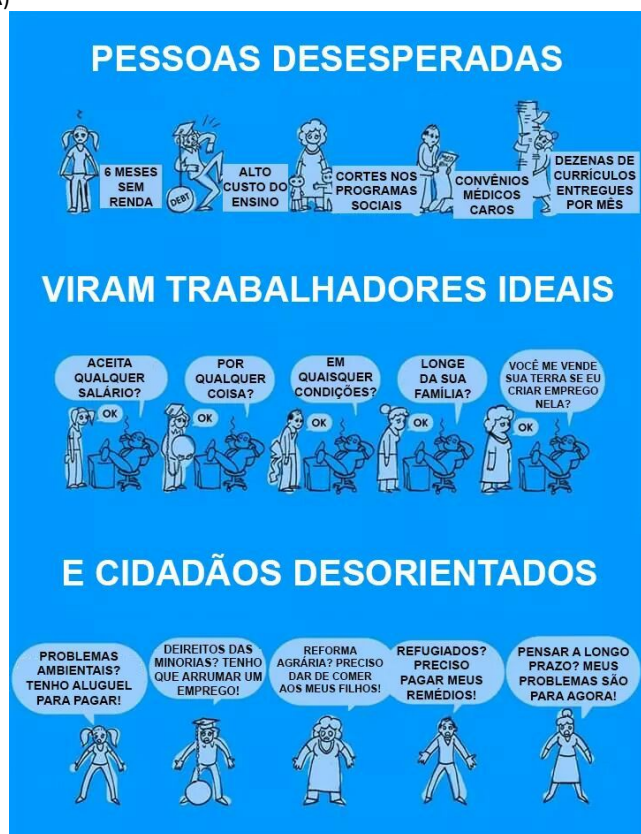 A)
PESSOAS DESESPERADAS
6 MESES
SEM
RENDA
DEBT
ALTO
CUSTO DO
ENSINO
CORTES NOS
PROGRAMAS
SOCIAIS
CONVÊNIOS
MÉDICOS
CAROS
DEZENAS DE
CURRÍCULOS
ENTREGUES
POR MÊS
VIRAM TRABALHADORES IDEAIS
ACEITA
QUALQUER
SALÁRIO?
OK
POR
QUALQUER
COISA?
OK
EM
QUAISQUER
CONDIÇÕES?
OK
LONGE
DA SUA
FAMÍLIA?
OK
VOCÊ ME VENDE
SUA TERRA SE EU
CRIAR EMPREGO
NELA?
OK
E CIDADÃOS DESORIENTADOS
PROBLEMAS
AMBIENTAIS?
TENHO ALUGUEL
PARA PAGAR!
DEIREITOS DAS
MINORIAS? TENHO
QUE ARRUMAR UM
EMPREGO!
REFORMA
AGRÁRIA? PRECISO
DAR DE COMER
AOS MEUS FILHOS!
REFUGIADOS?
PRECISO
PAGAR MEUS
REMÉDIOS!
PENSAR A LONGO
PRAZO? MEUS
PROBLEMAS SÃO
PARA AGORA!